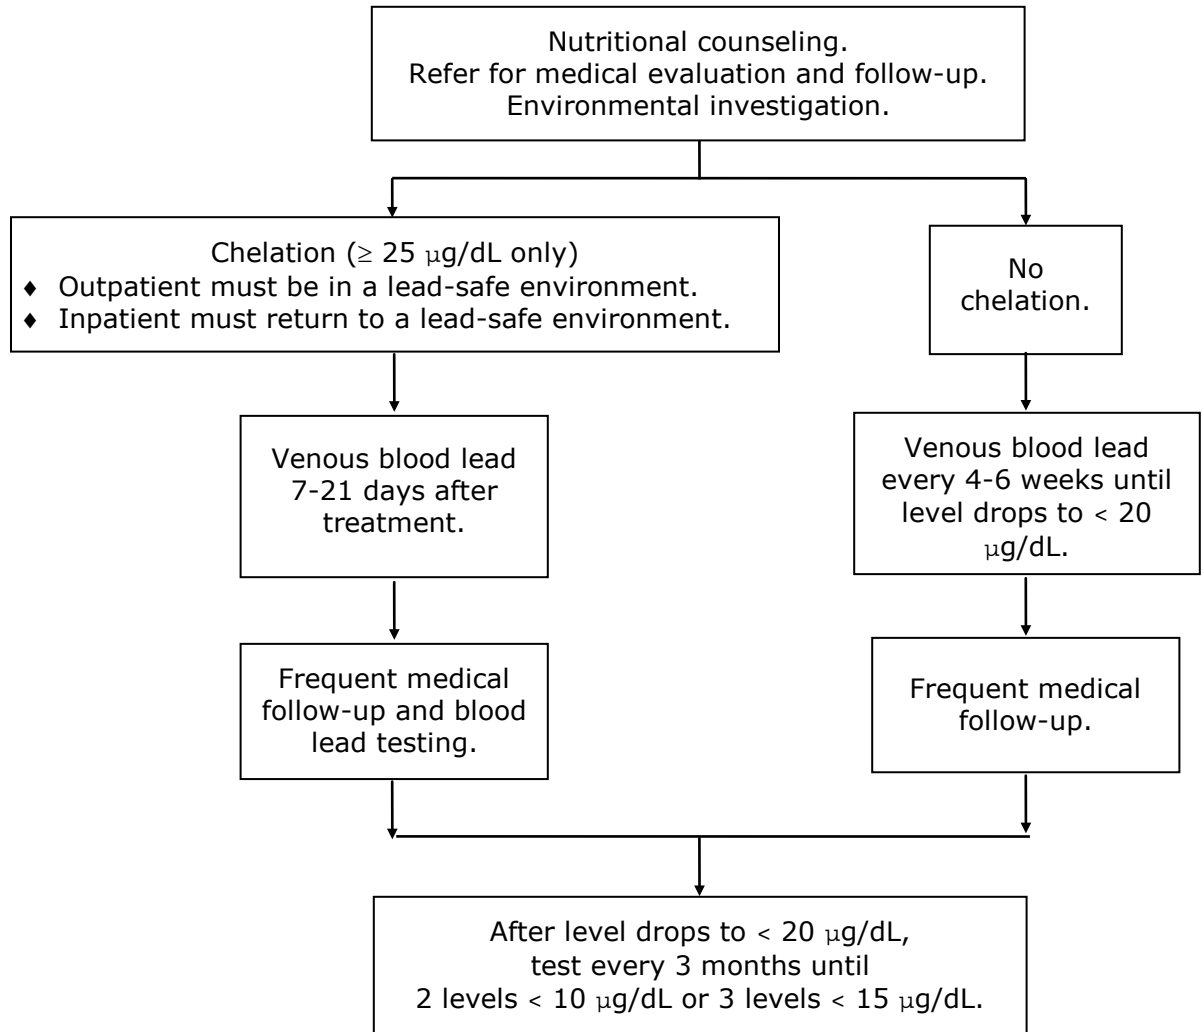 Nutritional counseling.
Refer for medical evaluation and follow-up.
Environmental investigation.
Chelation (≥ 25 μg/dL only)
♦ Outpatient must be in a lead-safe environment.
♦ Inpatient must return to a lead-safe environment.
No
chelation.
Venous blood lead
7-21 days after
treatment.
Venous blood lead
every 4-6 weeks until
level drops to < 20
μg/dL.
Frequent medical
follow-up and blood
lead testing.
Frequent medical
follow-up.
After level drops to < 20 μg/dL,
test every 3 months until
2 levels < 10 μg/dL or 3 levels < 15 μg/dL.